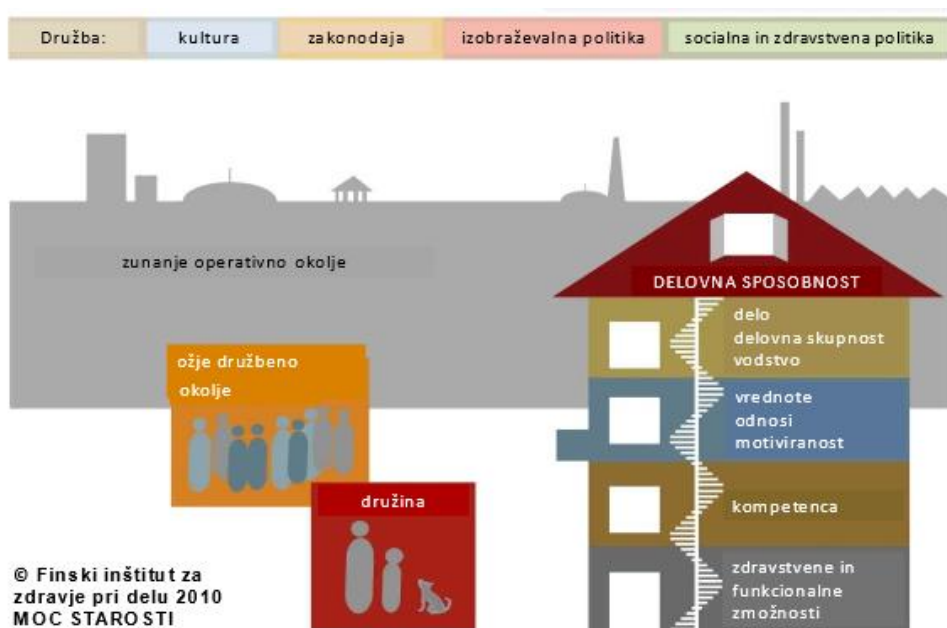 Družba: kultura zakonodaja izobraževalna politika socialna in zdravstvena politika
zunanje operativno okolje
DELOVNA SPOSOBNOST
delo
delovna skupnost
vodstvo
ožje družbeno
okolje
vrednote
odnosi
motiviranost
družina
kompetenca
zdravstvene in
funkcionalne
zmožnosti
© Finski inštitut za
zdravje pri delu 2010
MOC STAROSTI